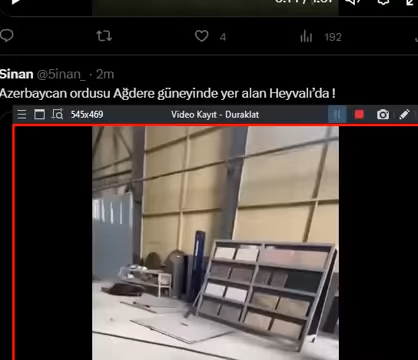 4 192
Sinan @5inan_ · 2m
Azerbaycan ordusu Ağdere güneyinde yer alan Heyvalı'da !
545x469 Video Kayıt - Duraklat